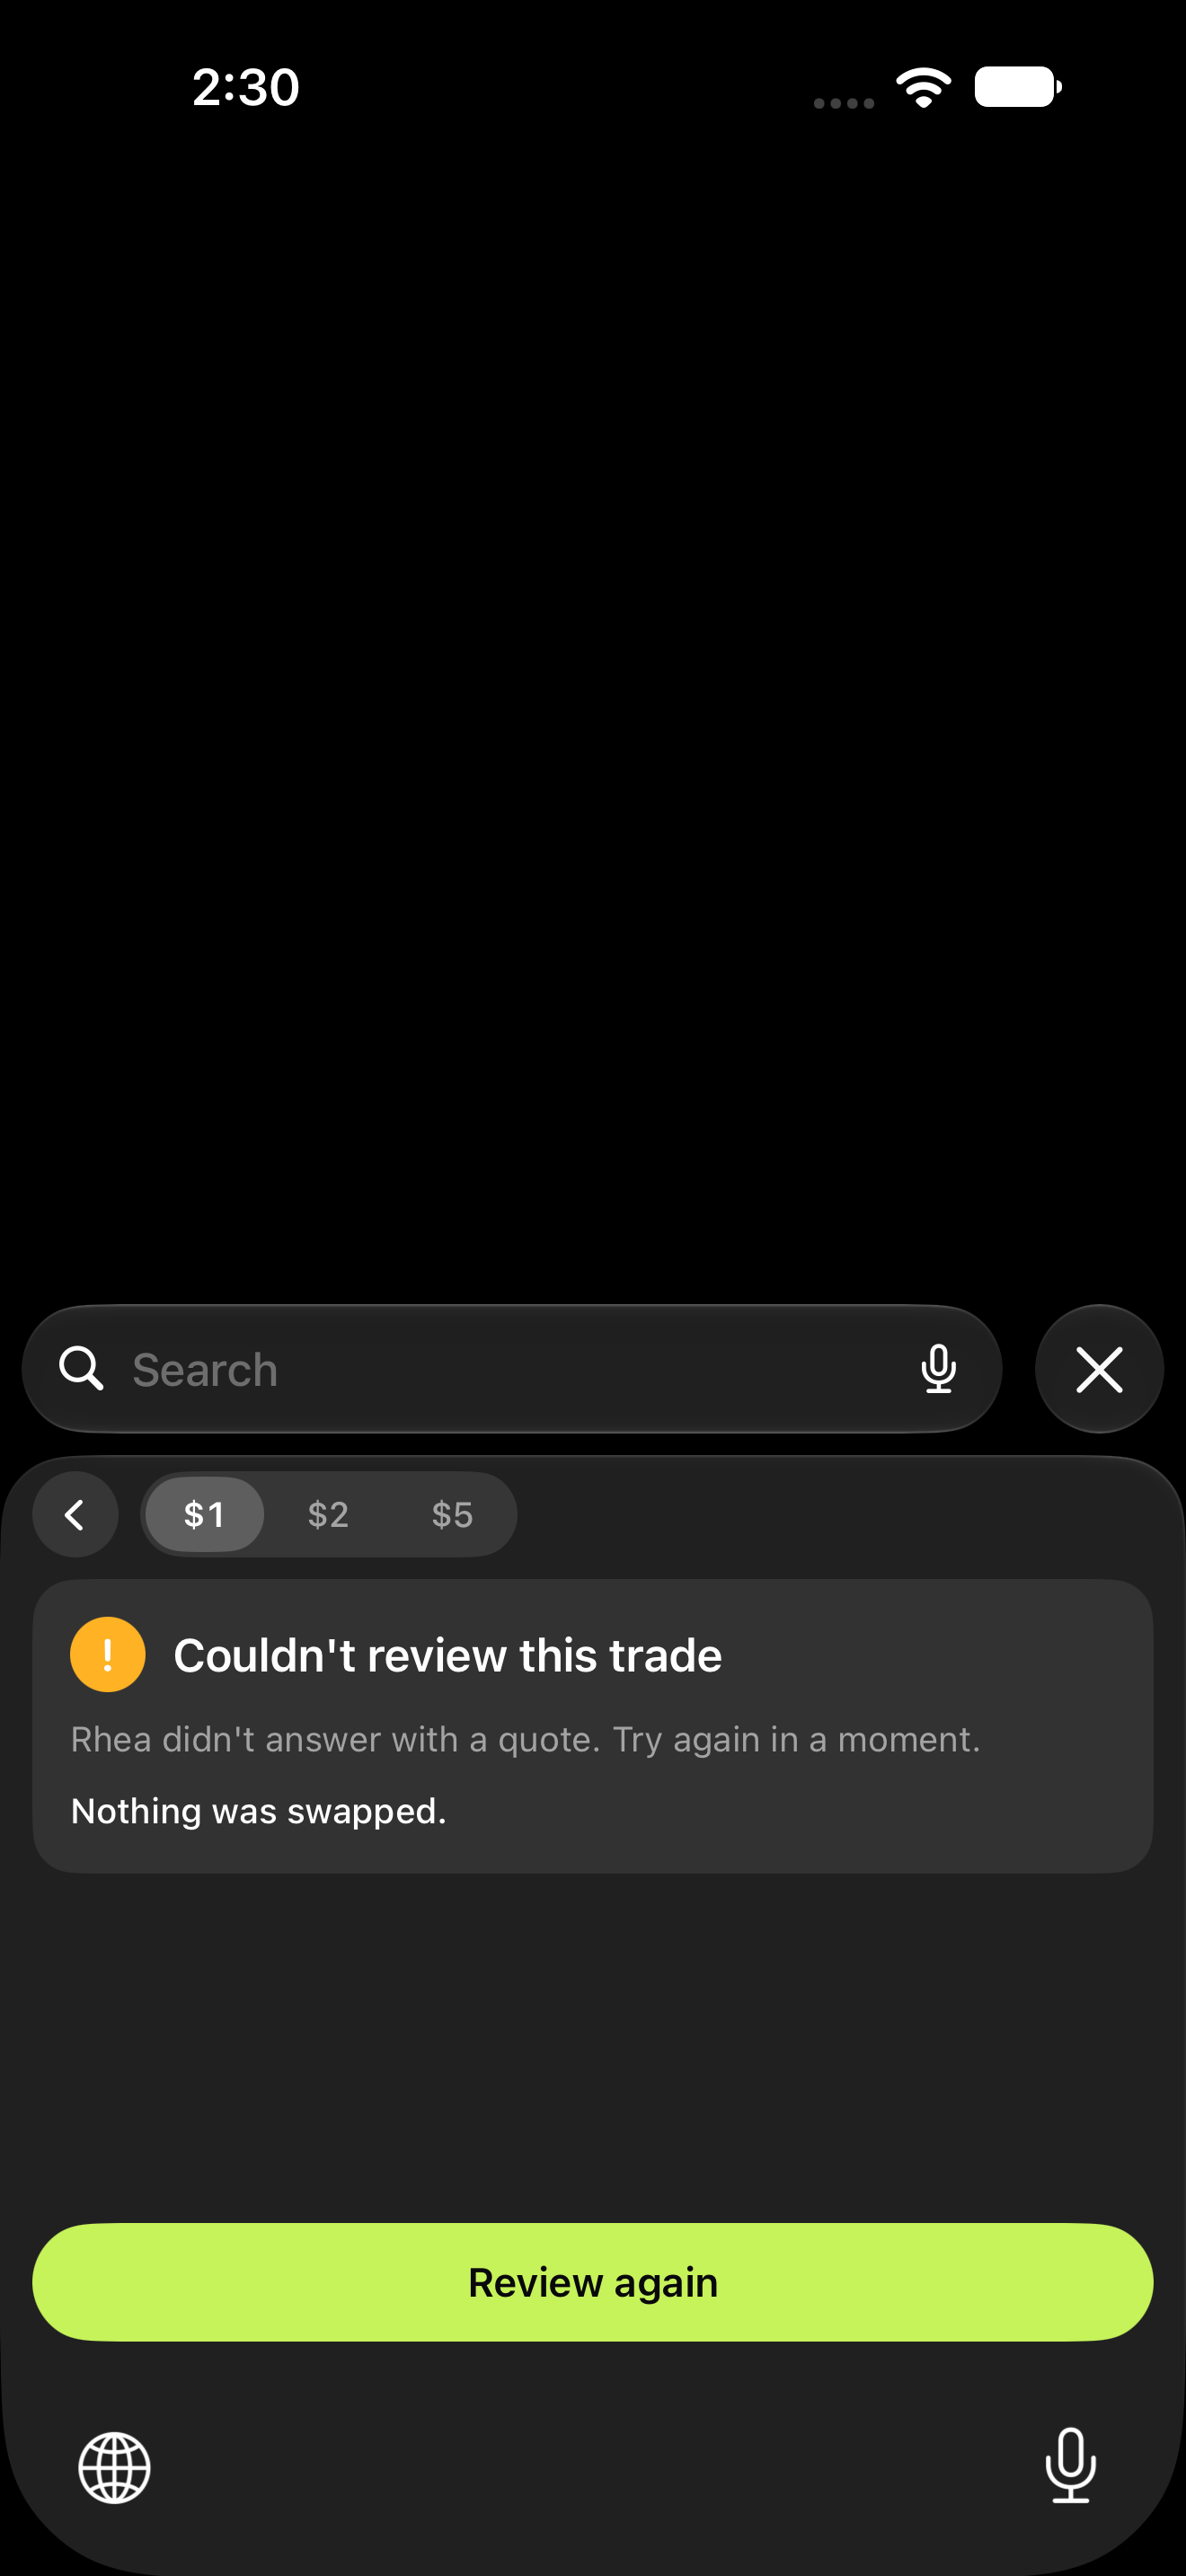 2:30
Search
$1 $2 $5
Couldn't review this trade
Rhea didn't answer with a quote. Try again in a moment.
Nothing was swapped.
Review again